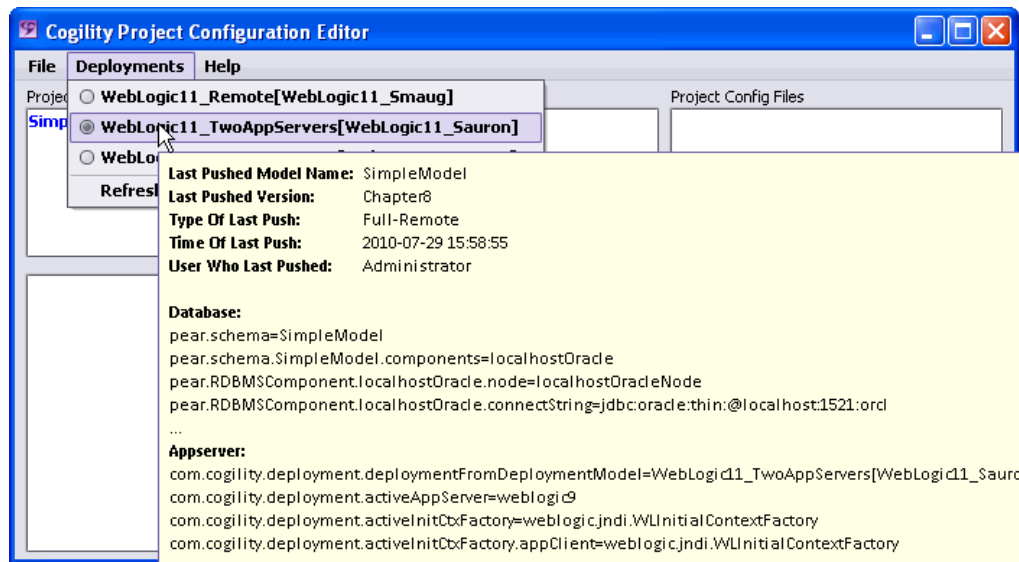 Cogility Project Configuration Editor
File Deployments Help
WebLogic11_Remote[WebLogic11_Smaug]
Project Config Files
WebLogic11_TwoAppServers[WebLogic11_Sauron]
Last Pushed Model Name: SimpleModel
Last Pushed Version: Chapter8
Type Of Last Push: Full-Remote
Time Of Last Push: 2010-07-29 15:58:55
User Who Last Pushed: Administrator
Database:
pear.schema=SimpleModel
pear.schema.SimpleModel.components=localhostOracle
pear.RDBMSComponent.localhostOracle.node=localhostOracleNode
pear.RDBMSComponent.localhostOracle.connectString=jdbc:oracle:thin:@localhost:1521:orcl
...
Appserver:
com.cogility.deployment.deploymentFromDeploymentModel=WebLogic11_TwoAppServers[WebLogic11_Sauro
com.cogility.deployment.activeAppServer=weblogic9
com.cogility.deployment.activeInitCtxFactory=weblogic.jndi.WLInitialContextFactory
com.cogility.deployment.activeInitCtxFactory.appClient=weblogic.jndi.WLInitialContextFactory